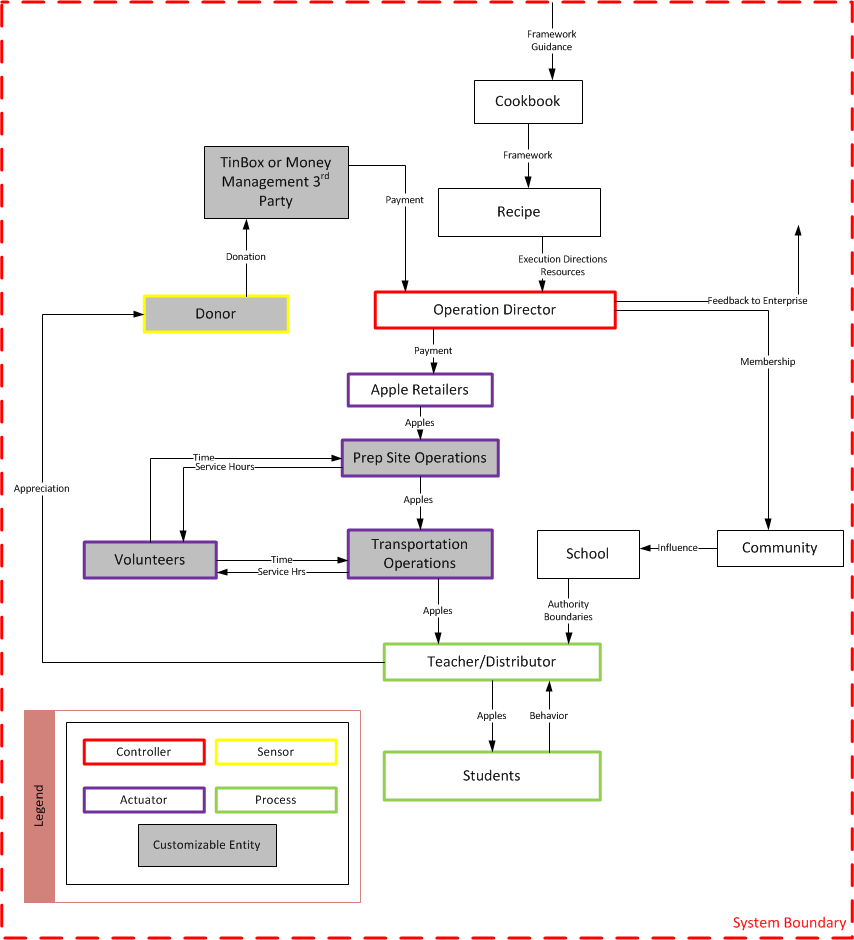 Framework
Guidance
Cookbook
Framework
TinBox or Money
Management 3rd
Party
Payment
Recipe
Donation
Execution Directions
Resources
Donor
Operation Director
Feedback to Enterprise
Payment
Membership
Apple Retailers
Apples
Time
Prep Site Operations
Service Hours
Appreciation
Apples
Volunteers
Time
Service Hrs
Transportation
Operations
School
Influence
Community
Apples
Authority
Boundaries
Teacher/Distributor
Apples
Behavior
Students
Legend
Controller
Sensor
Actuator
Process
Customizable Entity
System Boundary